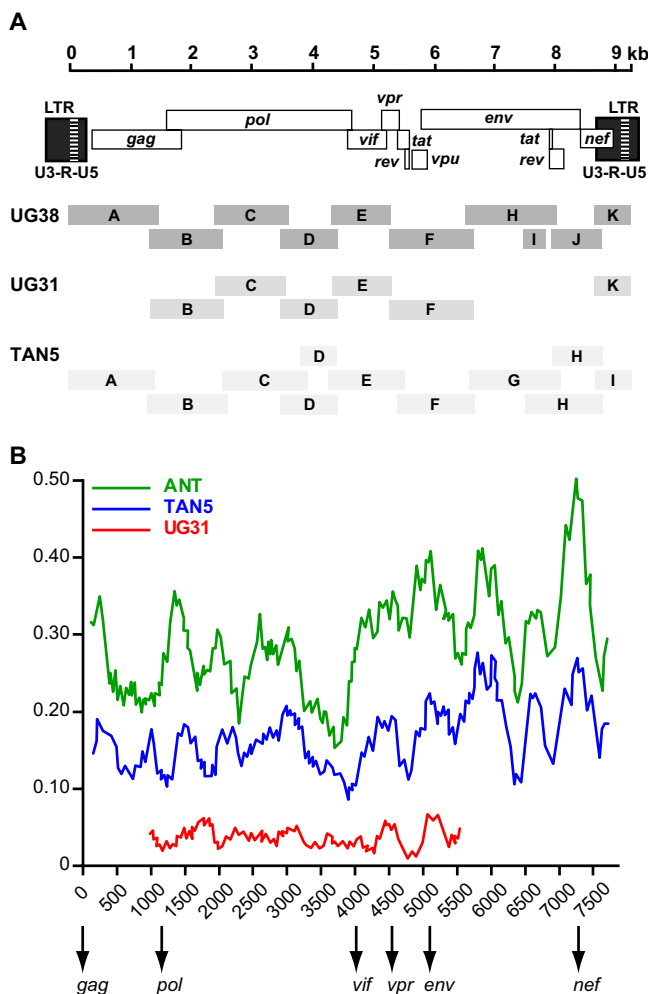 A
0 1 2 3 4 5 6 7 8 9 kb
LTR vpr LTR
pol env
gag vif tat tat nef
rev vpu rev
U3-R-U5 U3-R-U5
UG38 A C E H K
B D F I J
UG31 C E K
B D F
TAN5 D H
A C E G I
B D F H
B
0.50
0.40
0.30
0.20
0.10
0
ANT
TAN5
UG31
0 500 1000 1500 2000 2500 3000 3500 4000 4500 5000 5500 6000 6500 7000 7500
gag pol vif vpr env nef